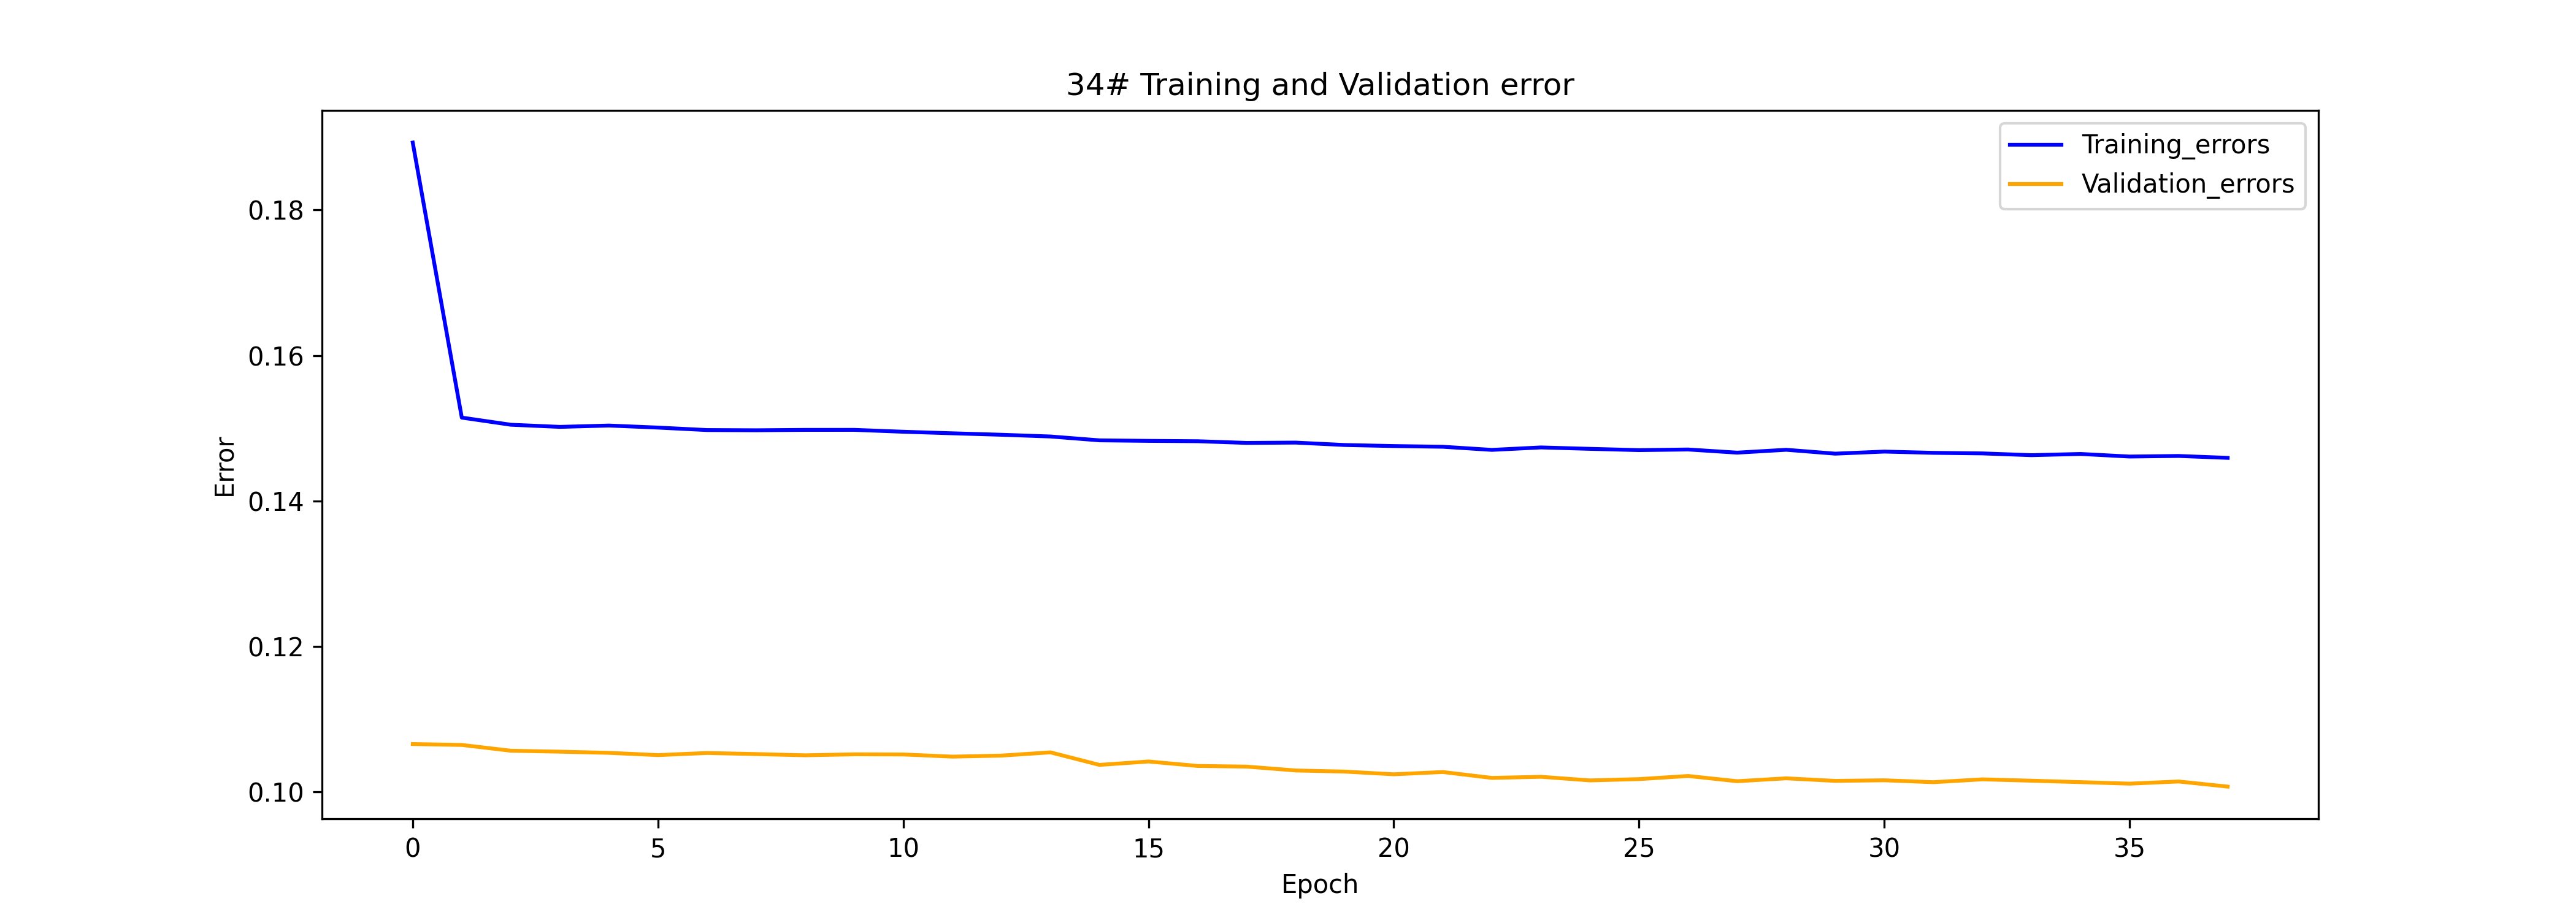 34# Training and Validation error
Training_errors
Validation_errors
0.18
0.16
0.14
0.12
0.10
Error
0 5 10 15 20 25 30 35
Epoch